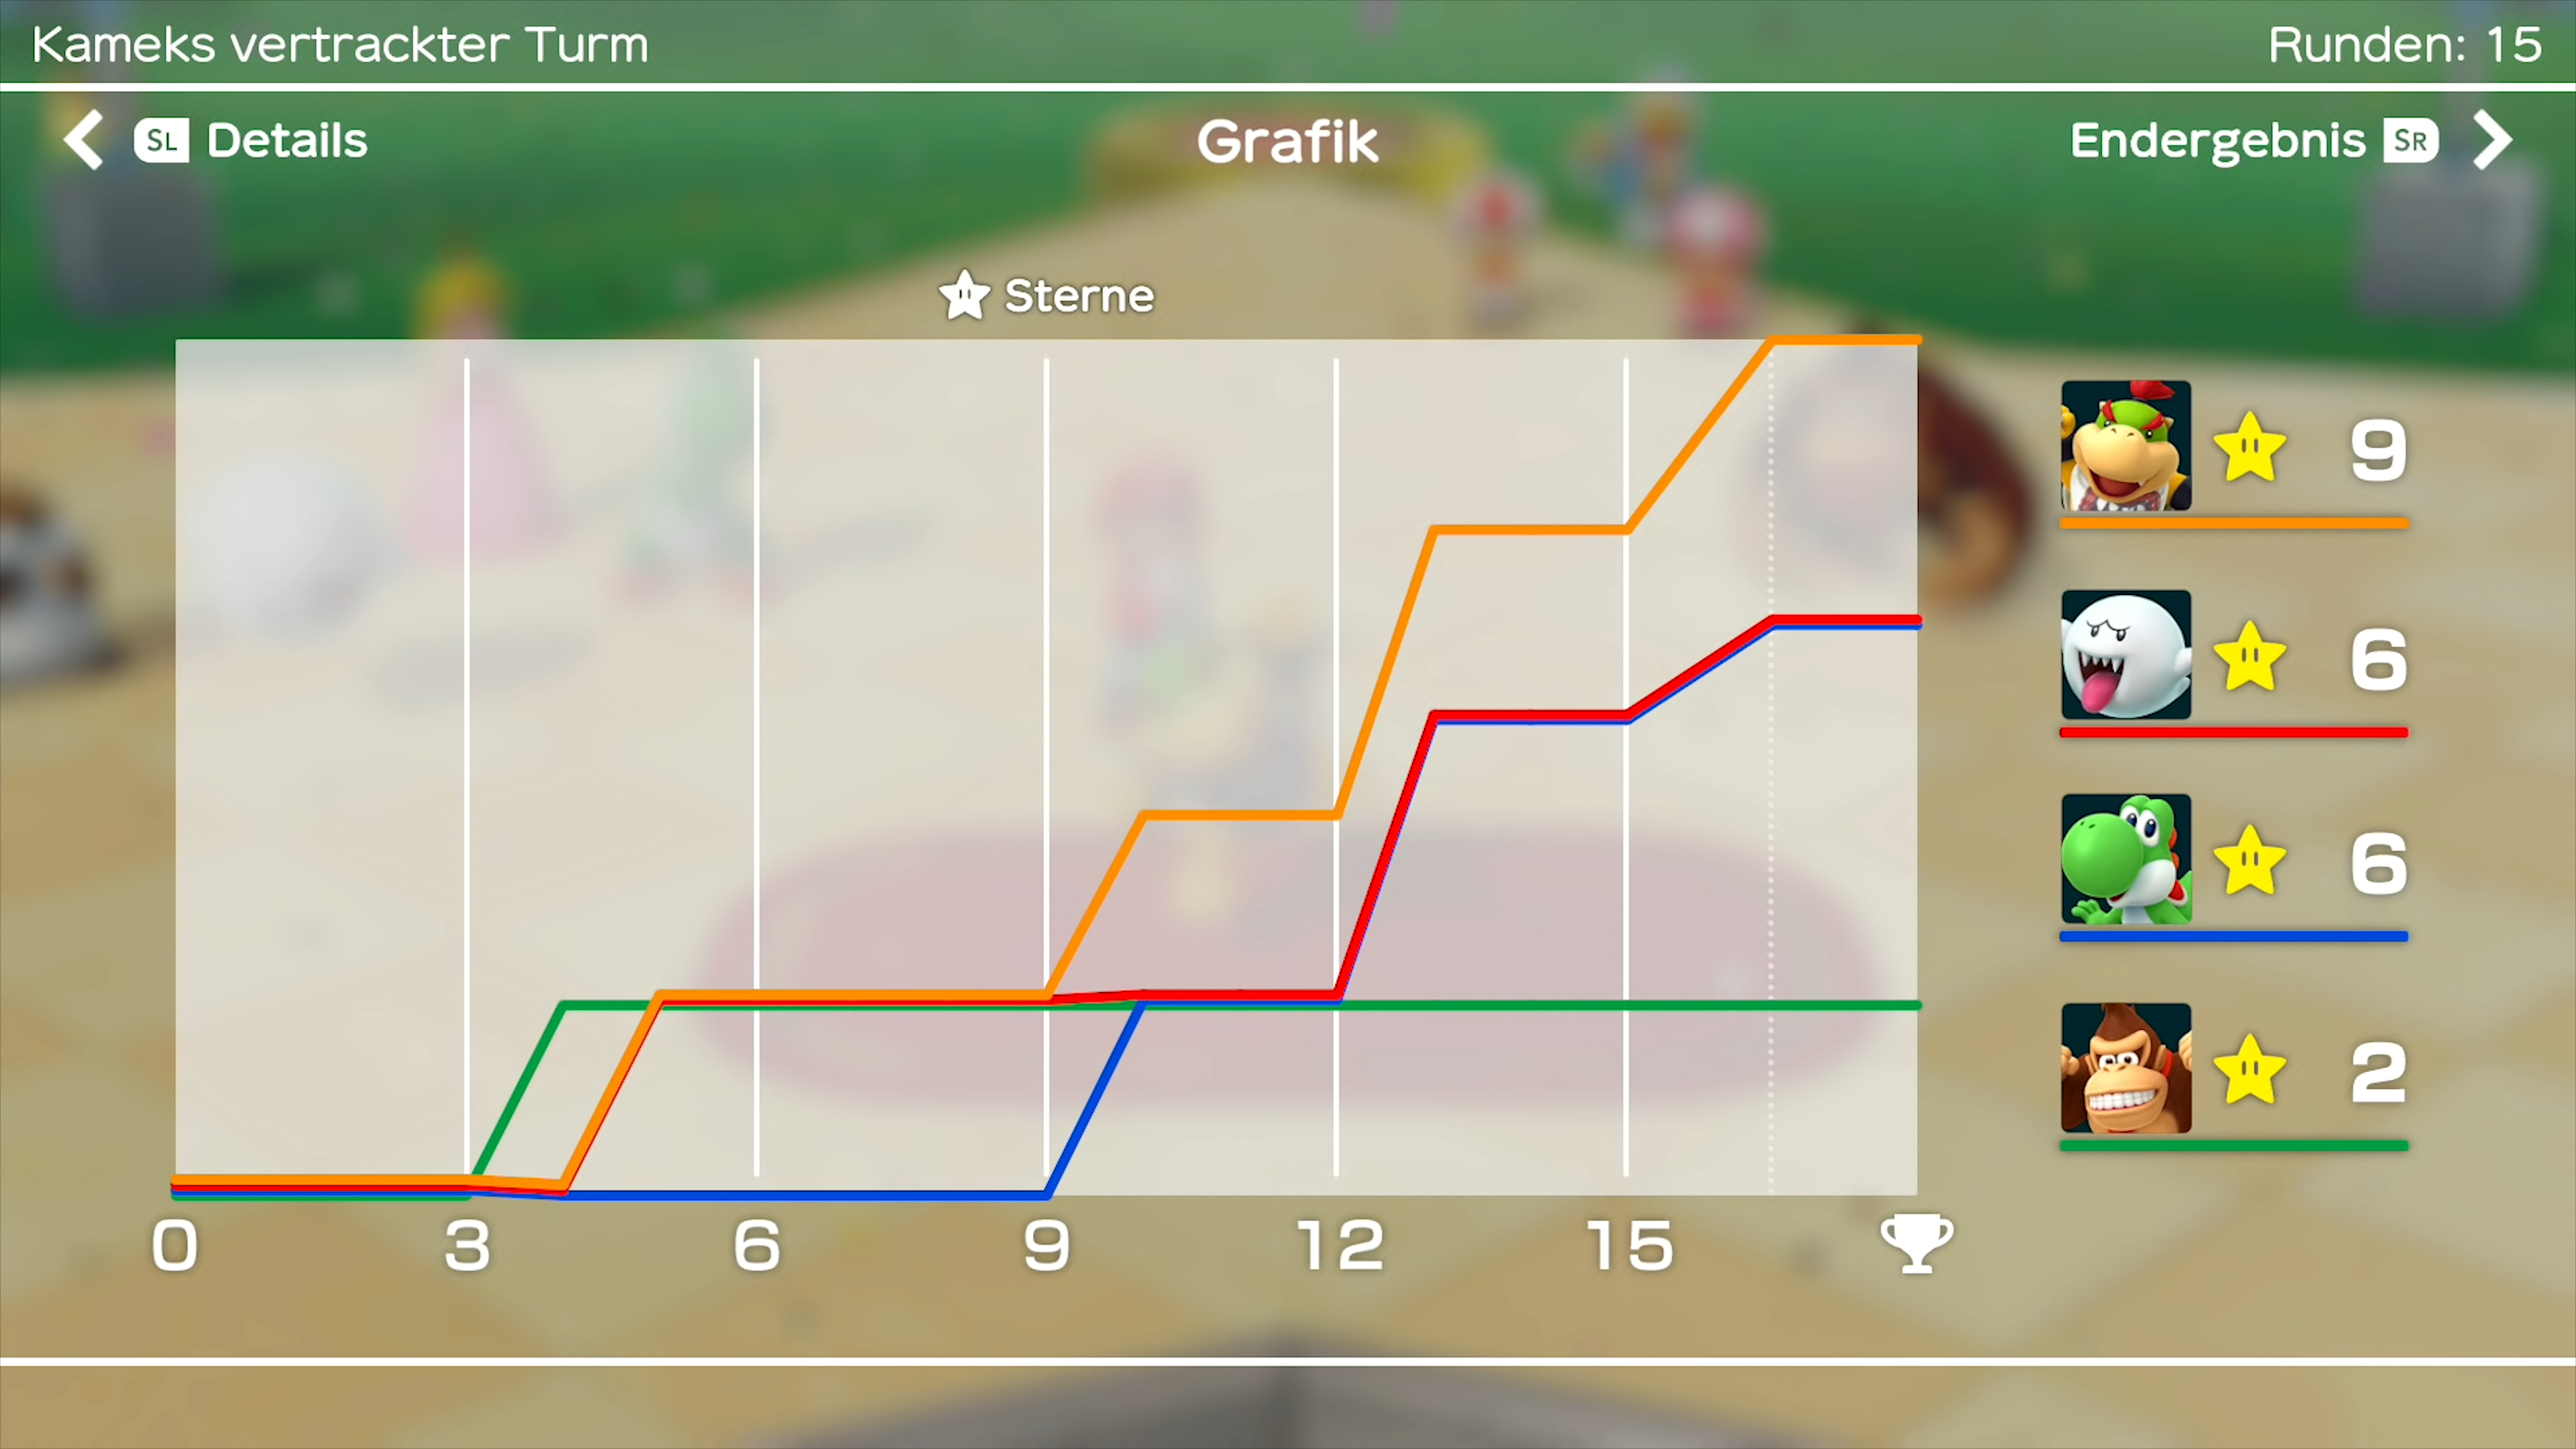 Kameks vertrackter Turm
Runden: 15
SL Details
Grafik
Endergebnis SR
Sterne
9
6
6
2
0 3 6 9 12 15